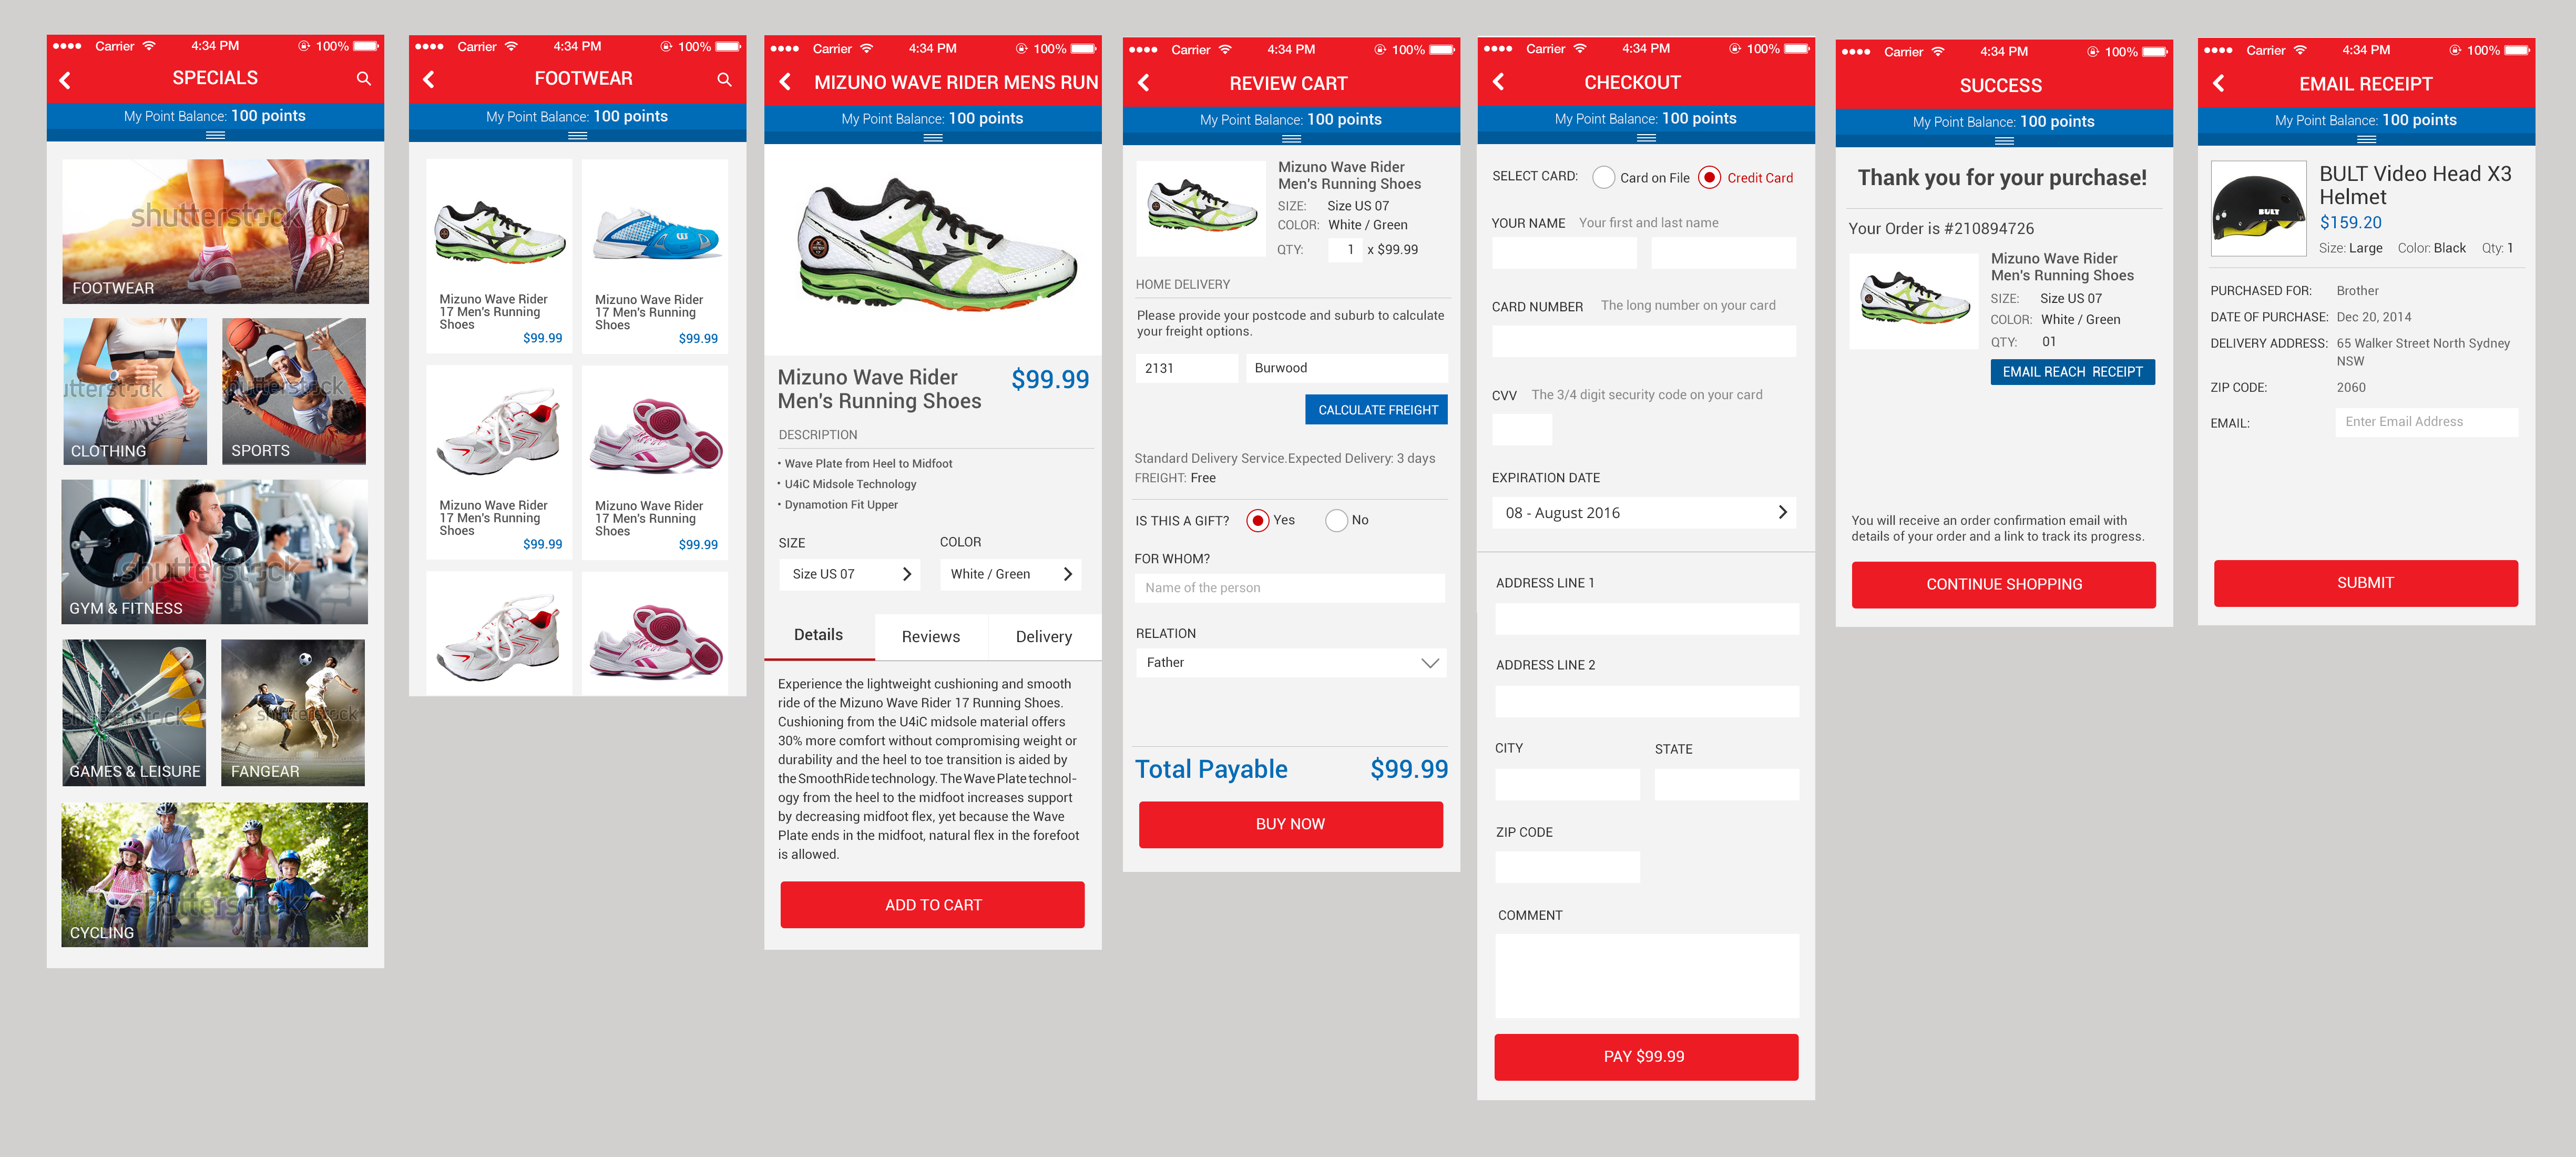 Carrier 4:34 PM 100%
SPECIALS
My Point Balance: 100 points
shutterstock
FOOTWEAR
utterstock
CLOTHING
shutterstock
SPORTS
shutterstock
GYM & FITNESS
shutterstock
GAMES & LEISURE
shutterstock
FANGEAR
shutterstock
CYCLING
Carrier 4:34 PM 100%
FOOTWEAR
My Point Balance: 100 points
Mizuno Wave Rider
17 Men's Running
Shoes
$99.99
Mizuno Wave Rider
17 Men's Running
Shoes
$99.99
Mizuno Wave Rider
17 Men's Running
Shoes
$99.99
Mizuno Wave Rider
17 Men's Running
Shoes
$99.99
Carrier 4:34 PM 100%
MIZUNO WAVE RIDER MENS RUN
My Point Balance: 100 points
Mizuno Wave Rider
Men's Running Shoes
$99.99
DESCRIPTION
• Wave Plate from Heel to Midfoot
• U4iC Midsole Technology
• Dynamotion Fit Upper
SIZE COLOR
Size US 07 White / Green
Details Reviews Delivery
Experience the lightweight cushioning and smooth
ride of the Mizuno Wave Rider 17 Running Shoes.
Cushioning from the U4iC midsole material offers
30% more comfort without compromising weight or
durability and the heel to toe transition is aided by
the SmoothRide technology. The Wave Plate technol-
ogy from the heel to the midfoot increases support
by decreasing midfoot flex, yet because the Wave
Plate ends in the midfoot, natural flex in the forefoot
is allowed.
ADD TO CART
Carrier 4:34 PM 100%
REVIEW CART
My Point Balance: 100 points
Mizuno Wave Rider
Men's Running Shoes
SIZE: Size US 07
COLOR: White / Green
QTY: 1 x $99.99
HOME DELIVERY
Please provide your postcode and suburb to calculate
your freight options.
2131 Burwood
CALCULATE FREIGHT
Standard Delivery Service.Expected Delivery: 3 days
FREIGHT: Free
IS THIS A GIFT? Yes No
FOR WHOM?
Name of the person
RELATION
Father
Total Payable $99.99
BUY NOW
Carrier 4:34 PM 100%
CHECKOUT
My Point Balance: 100 points
SELECT CARD: Card on File Credit Card
YOUR NAME Your first and last name
CARD NUMBER The long number on your card
CVV The 3/4 digit security code on your card
EXPIRATION DATE
08 - August 2016
ADDRESS LINE 1
ADDRESS LINE 2
CITY STATE
ZIP CODE
COMMENT
PAY $99.99
Carrier 4:34 PM 100%
SUCCESS
My Point Balance: 100 points
Thank you for your purchase!
Your Order is #210894726
Mizuno Wave Rider
Men's Running Shoes
SIZE: Size US 07
COLOR: White / Green
QTY: 01
EMAIL REACH RECEIPT
You will receive an order confirmation email with
details of your order and a link to track its progress.
CONTINUE SHOPPING
Carrier 4:34 PM 100%
EMAIL RECEIPT
My Point Balance: 100 points
BULT
BULT Video Head X3
Helmet
$159.20
Size: Large Color: Black Qty: 1
PURCHASED FOR: Brother
DATE OF PURCHASE: Dec 20, 2014
DELIVERY ADDRESS: 65 Walker Street North Sydney
NSW
ZIP CODE: 2060
EMAIL: Enter Email Address
SUBMIT